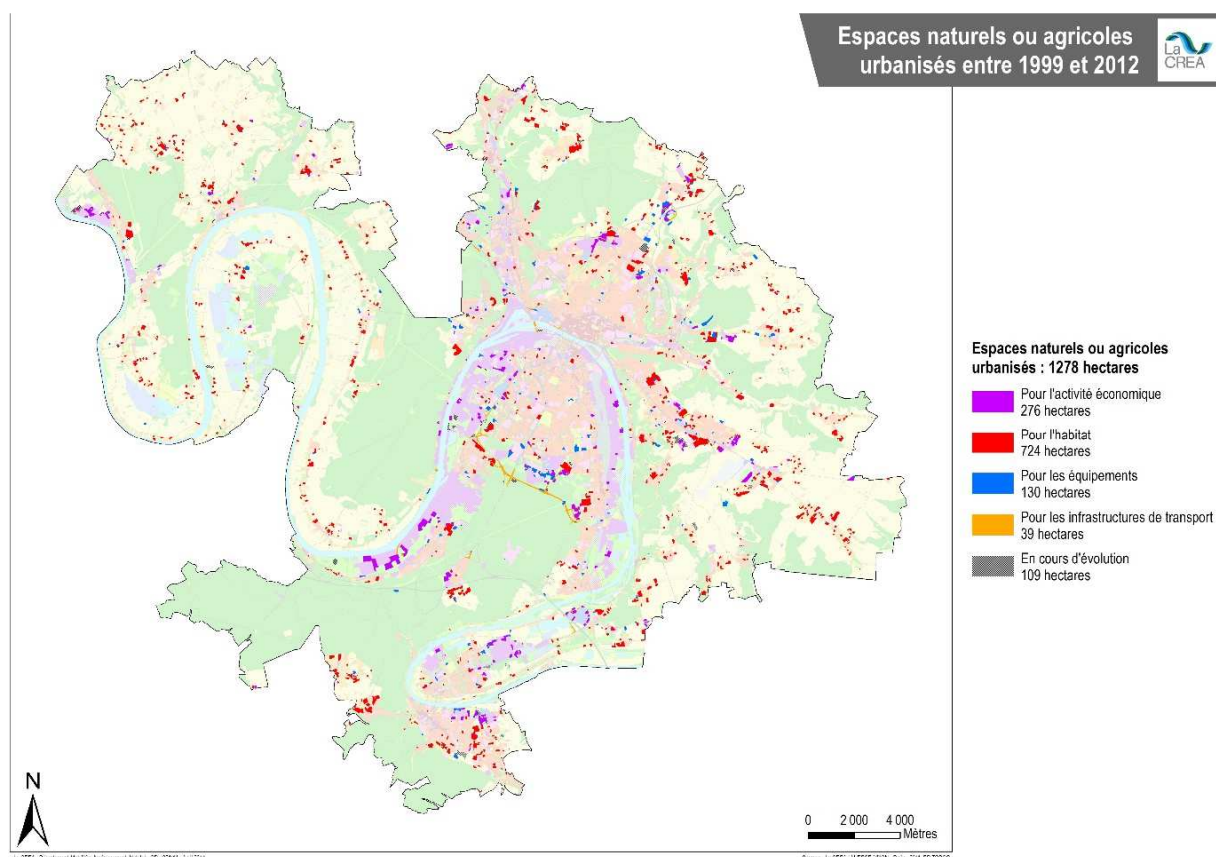 Espaces naturels ou agricoles
urbanisés entre 1999 et 2012
La
CREA
Espaces naturels ou agricoles
urbanisés : 1278 hectares
Pour l'activité économique
276 hectares
Pour l'habitat
724 hectares
Pour les équipements
130 hectares
Pour les infrastructures de transport
39 hectares
En cours d'évolution
109 hectares
N
0 2 000 4 000
Mètres